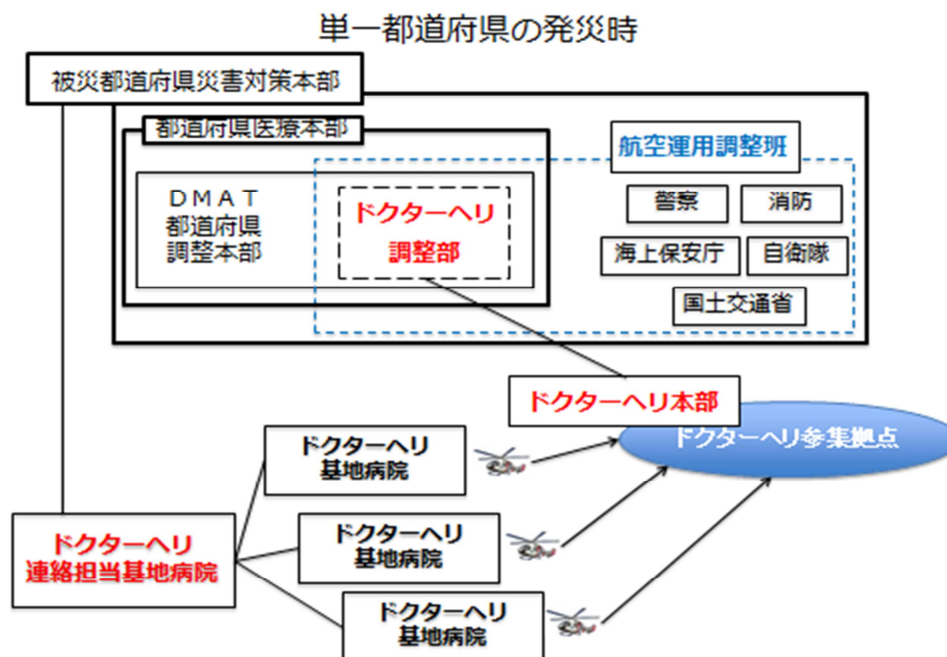 単一都道府県の発災時
被災都道府県災害対策本部
都道府県医療本部
航空運用調整班
DMAT
都道府県
調整本部
ドクターヘリ
調整部
警察
消防
海上保安庁
自衛隊
国土交通省
ドクターヘリ本部
ドクターヘリ参集拠点
ドクターヘリ
基地病院
ドクターヘリ
基地病院
ドクターヘリ
連絡担当基地病院
ドクターヘリ
基地病院